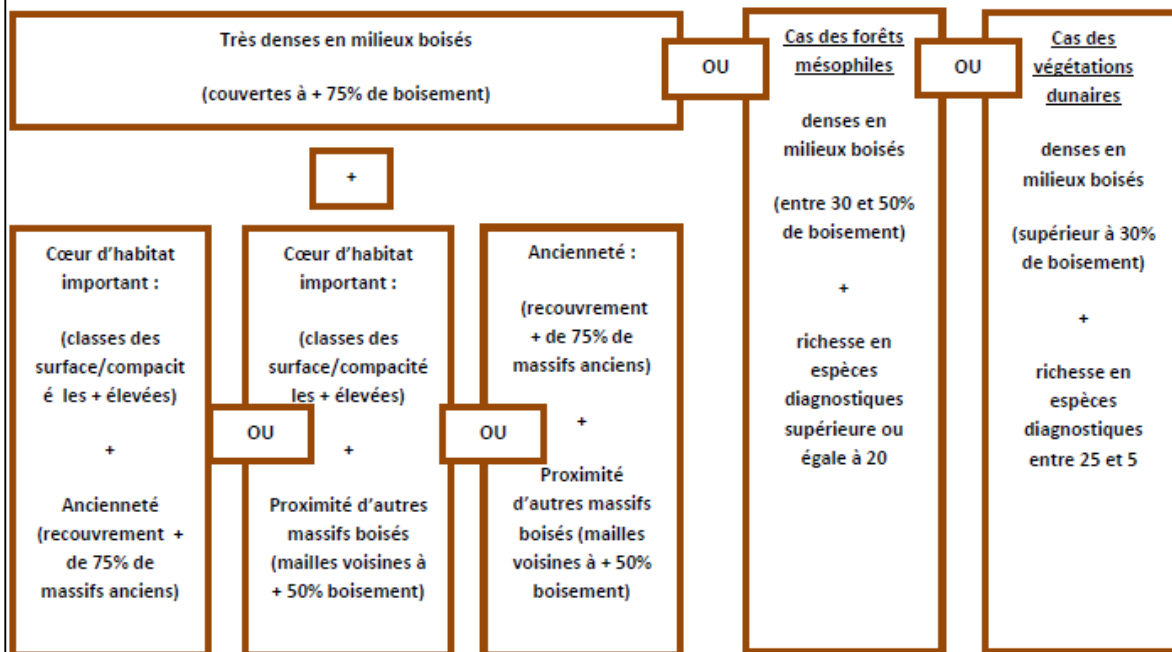 Très denses en milieux boisés
(couvertes à + 75% de boisement)
OU
Cas des forêts
mésophiles
denses en
milieux boisés
(entre 30 et 50%
de boisement)
+
richesse en
espèces
diagnostiques
supérieure ou
égale à 20
OU
Cas des
végétations
dunaires
denses en
milieux boisés
(supérieur à 30%
de boisement)
+
richesse en
espèces
diagnostiques
entre 25 et 5
+
Cœur d'habitat
important :
(classes des
surface/compacit
é les + élevées)
+
Ancienneté
(recouvrement +
de 75% de
massifs anciens)
OU
Cœur d'habitat
important :
(classes des
surface/compacité
les + élevées)
+
Proximité d'autres
massifs boisés
(mailles voisines à
+ 50% boisement)
OU
Ancienneté :
(recouvrement
+ de 75% de
massifs anciens)
+
Proximité
d'autres massifs
boisés (mailles
voisines à + 50%
boisement)